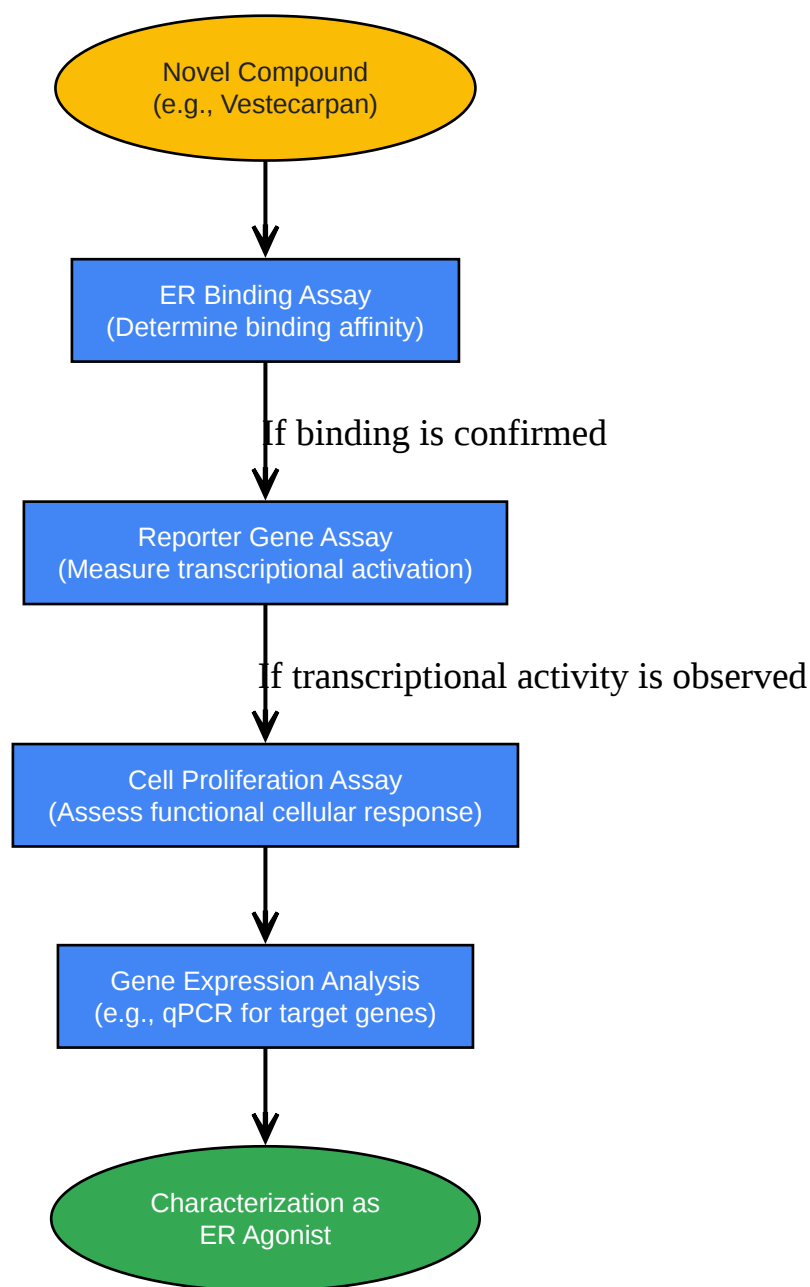 Novel Compound
(e.g., Vestecarpan)
ER Binding Assay
(Determine binding affinity)
If binding is confirmed
Reporter Gene Assay
(Measure transcriptional activation)
If transcriptional activity is observed
Cell Proliferation Assay
(Assess functional cellular response)
Gene Expression Analysis
(e.g., qPCR for target genes)
Characterization as
ER Agonist